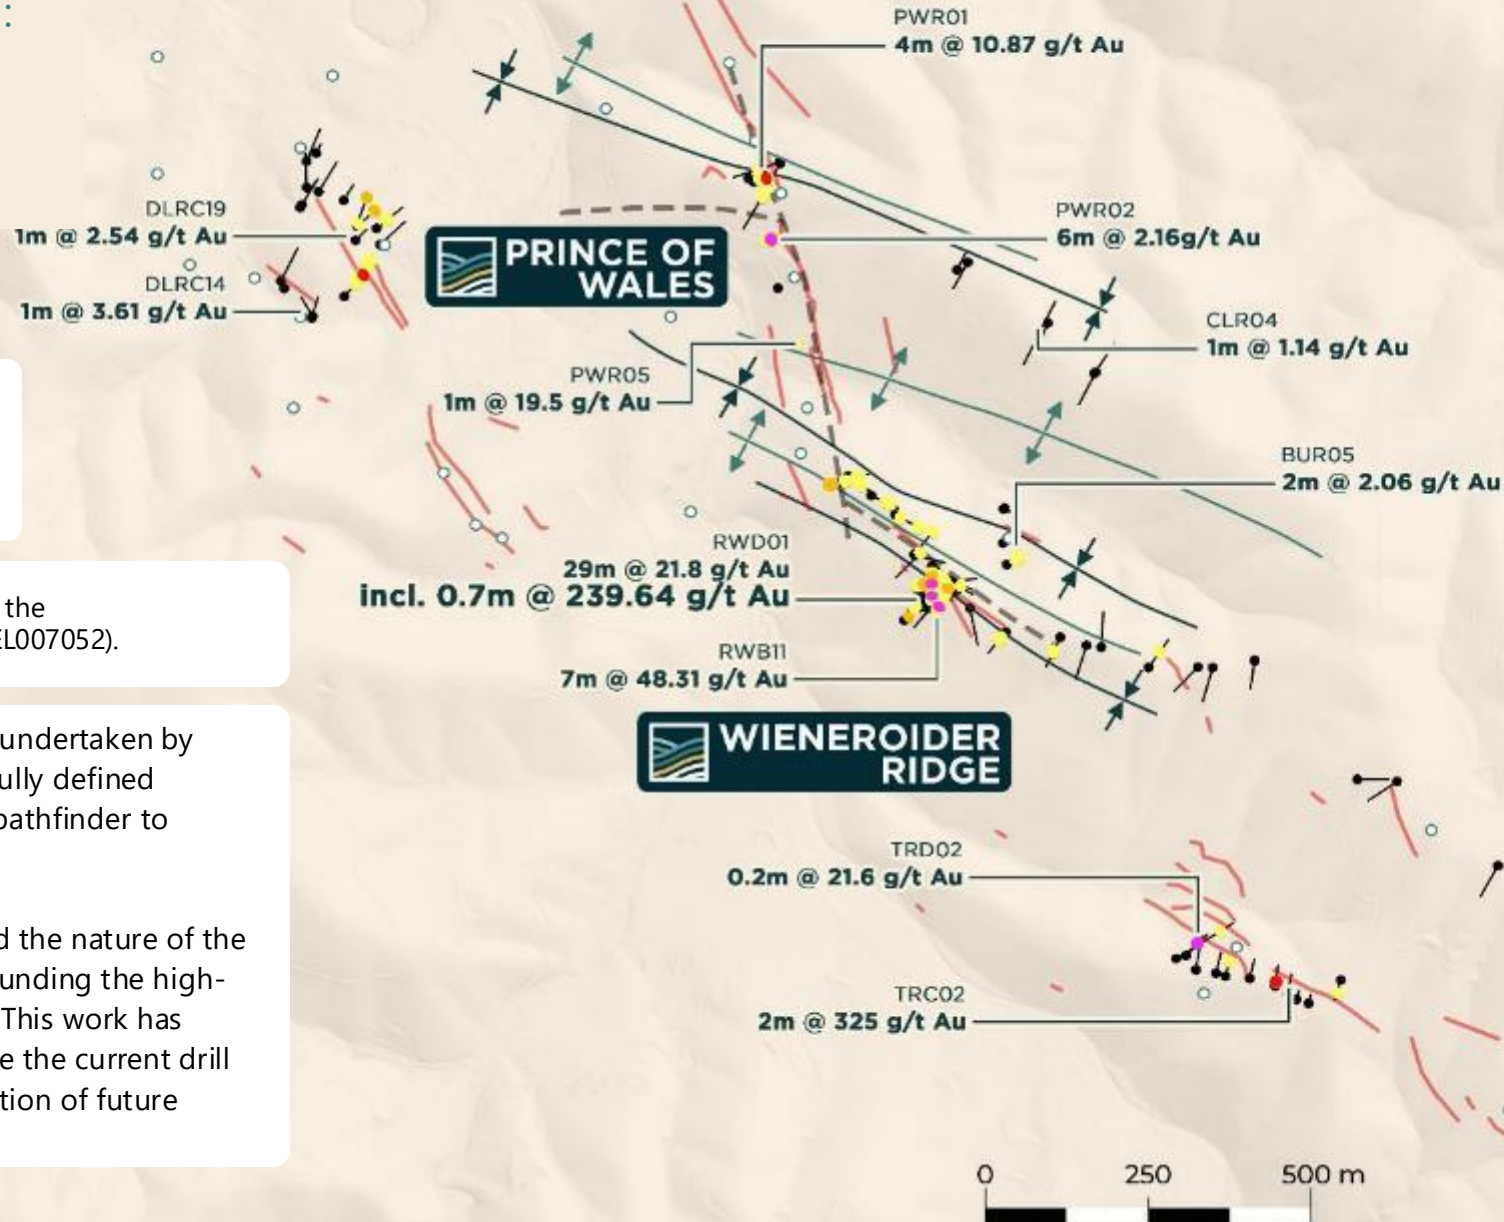 PWR01
4m @ 10.87 g/t Au
DLRC19
1m @ 2.54 g/t Au
DLRC14
1m @ 3.61 g/t Au
PRINCE OF
WALES
PWR02
6m @ 2.16g/t Au
CLR04
1m @ 1.14 g/t Au
PWR05
1m @ 19.5 g/t Au
BUR05
2m @ 2.06 g/t Au
RWD01
29m @ 21.8 g/t Au
incl. 0.7m @ 239.64 g/t Au
RWB11
7m @ 48.31 g/t Au
WIENEROIDER
RIDGE
TRD02
0.2m @ 21.6 g/t Au
TRC02
2m @ 325 g/t Au
the
EL007052).
undertaken by
ully defined
pathfinder to
d the nature of the
unding the high-
This work has
e the current drill
tion of future
0 250 500 m